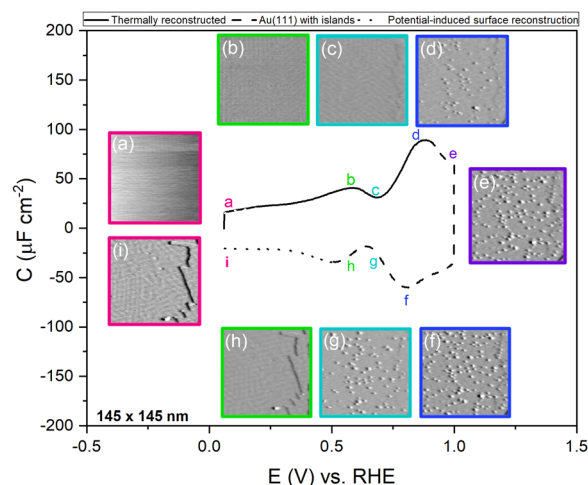 Thermally reconstructed Au(111) with islands Potential-induced surface reconstruction
200
150
100
50
0
-50
-100
-150
-200
C (μF cm-2)
(a)
(b)
(c)
(d)
(e)
(i)
(h)
(g)
(f)
a
b
c
d
e
i
h
g
f
145 x 145 nm
-0.5 0.0 0.5 1.0 1.5
E (V) vs. RHE